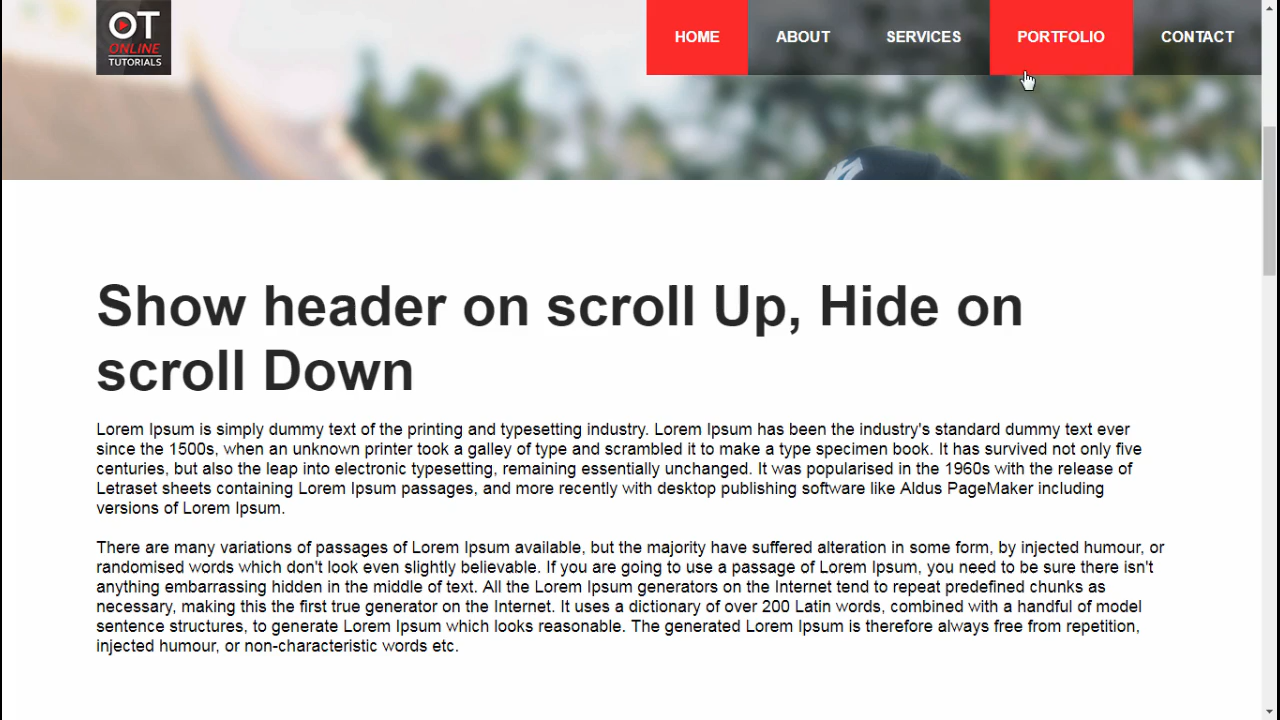 OT
ONLINE
TUTORIALS
HOME ABOUT SERVICES PORTFOLIO CONTACT
Show header on scroll Up, Hide on
scroll Down
Lorem Ipsum is simply dummy text of the printing and typesetting industry. Lorem Ipsum has been the industry's standard dummy text ever
since the 1500s, when an unknown printer took a galley of type and scrambled it to make a type specimen book. It has survived not only five
centuries, but also the leap into electronic typesetting, remaining essentially unchanged. It was popularised in the 1960s with the release of
Letraset sheets containing Lorem Ipsum passages, and more recently with desktop publishing software like Aldus PageMaker including
versions of Lorem Ipsum.
There are many variations of passages of Lorem Ipsum available, but the majority have suffered alteration in some form, by injected humour, or
randomised words which don't look even slightly believable. If you are going to use a passage of Lorem Ipsum, you need to be sure there isn't
anything embarrassing hidden in the middle of text. All the Lorem Ipsum generators on the Internet tend to repeat predefined chunks as
necessary, making this the first true generator on the Internet. It uses a dictionary of over 200 Latin words, combined with a handful of model
sentence structures, to generate Lorem Ipsum which looks reasonable. The generated Lorem Ipsum is therefore always free from repetition,
injected humour, or non-characteristic words etc.